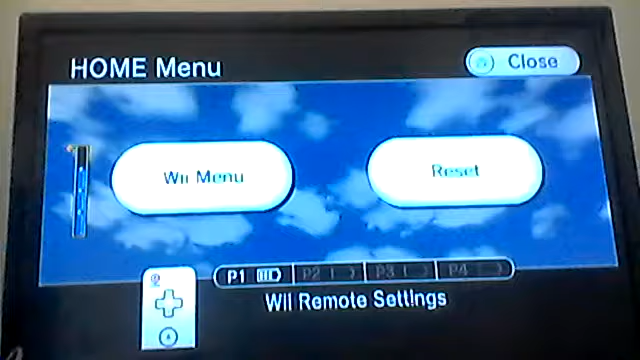 HOME Menu
Close
Wii Menu
Reset
P1 P2 P3 P4
Wii Remote Settings